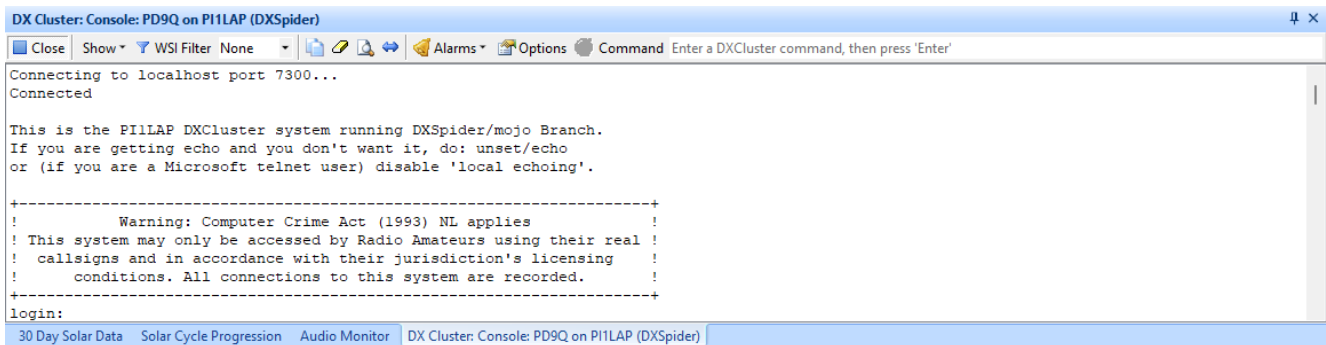 DX Cluster: Console: PD9Q on PI1LAP (DXSpider)
Close Show WSI Filter None Alarms Options Command Enter a DXCluster command, then press 'Enter'
Connecting to localhost port 7300...
Connected
This is the PI1LAP DXCluster system running DXSpider/mojo Branch.
If you are getting echo and you don't want it, do: unset/echo
or (if you are a Microsoft telnet user) disable 'local echoing'.
+--------------------------------------------------------------------+
! Warning: Computer Crime Act (1993) NL applies !
! This system may only be accessed by Radio Amateurs using their real !
! callsigns and in accordance with their jurisdiction's licensing !
! conditions. All connections to this system are recorded. !
+--------------------------------------------------------------------+
login:
30 Day Solar Data Solar Cycle Progression Audio Monitor DX Cluster: Console: PD9Q on PI1LAP (DXSpider)